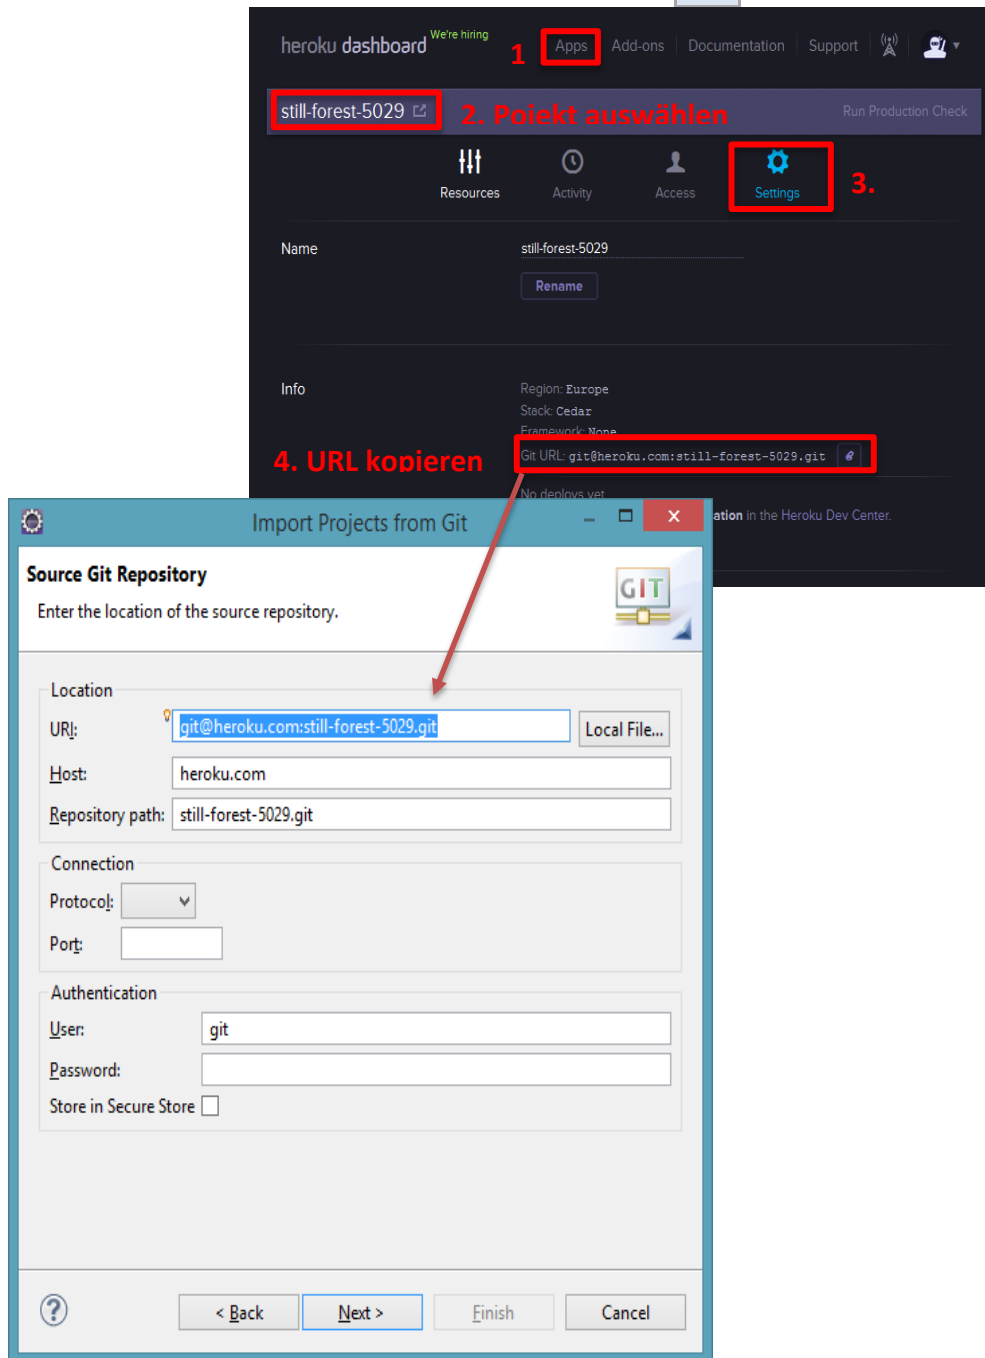 heroku dashboard We're hiring
1 Apps Add-ons Documentation Support
still-forest-5029 2. Pojekt auswählen Run Production Check
Resources Activity Access Settings 3.
Name still-forest-5029
Rename
Info Region: Europe
Stack: Cedar
Framework: None
4. URL kopieren Git URL: git@heroku.com:still-forest-5029.git
No deploys yet
ation in the Heroku Dev Center.
Import Projects from Git
Source Git Repository
Enter the location of the source repository.
GIT
Location
URI: git@heroku.com:still-forest-5029.git Local File...
Host: heroku.com
Repository path: still-forest-5029.git
Connection
Protocol:
Port:
Authentication
User: git
Password:
Store in Secure Store
< Back Next > Finish Cancel